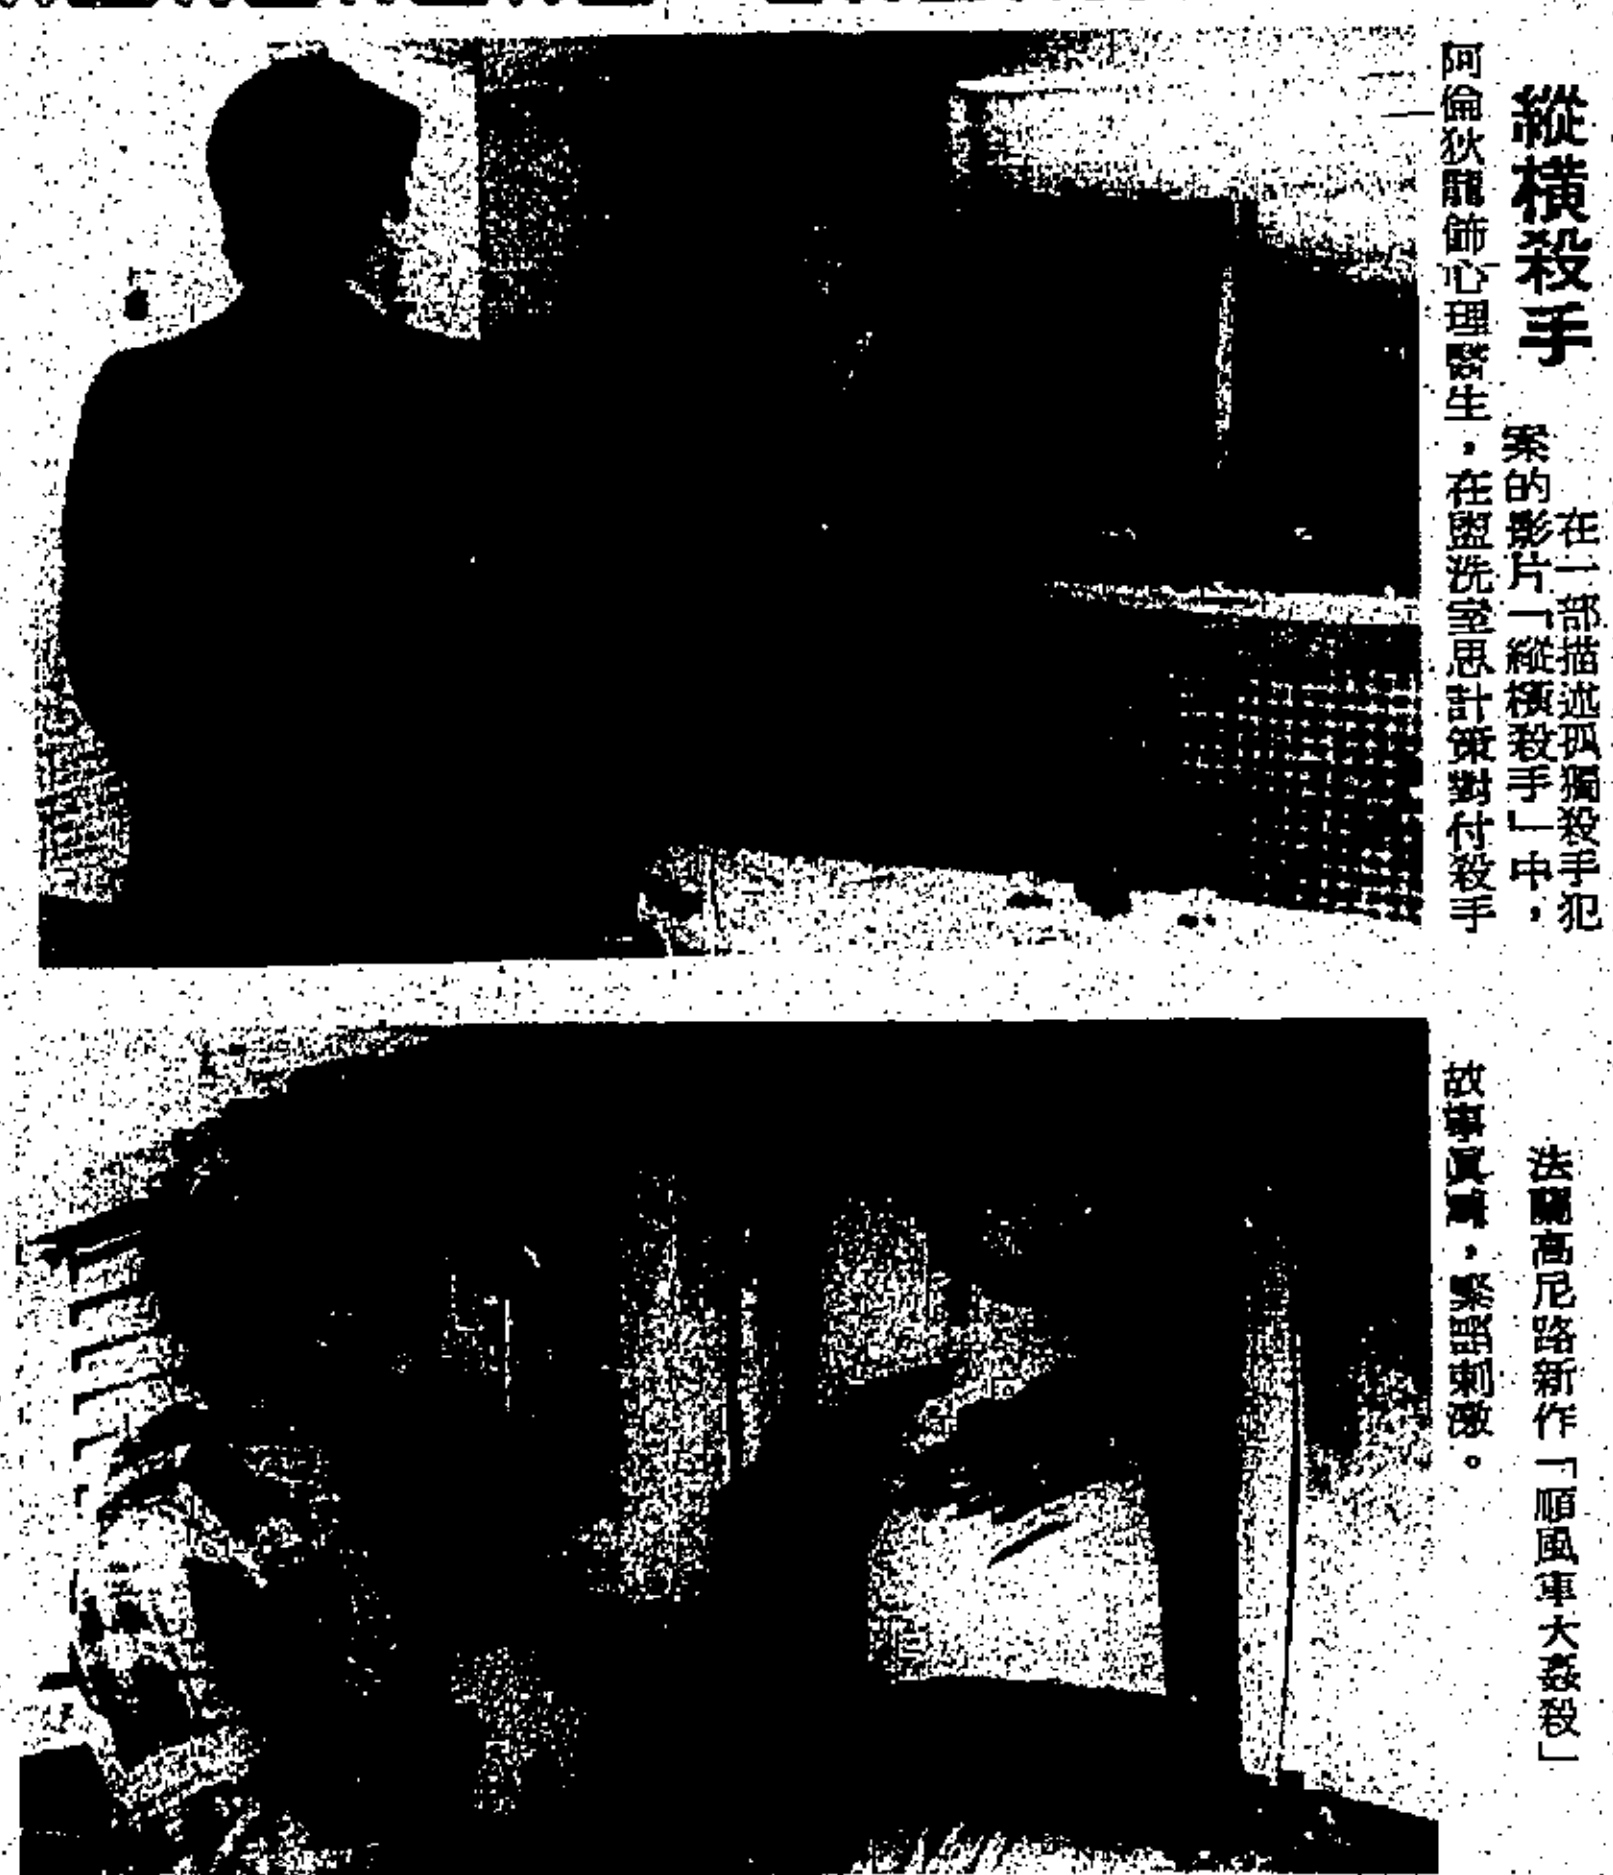 縱橫殺手
在一部描述孤獨殺手犯
案的影片「縱橫殺手」中，
阿倫狄龍飾心理醫生，在盥洗室思計策對付殺手
法蘭高尼路新作「順風車大姦殺」
故事真實，緊張刺激。